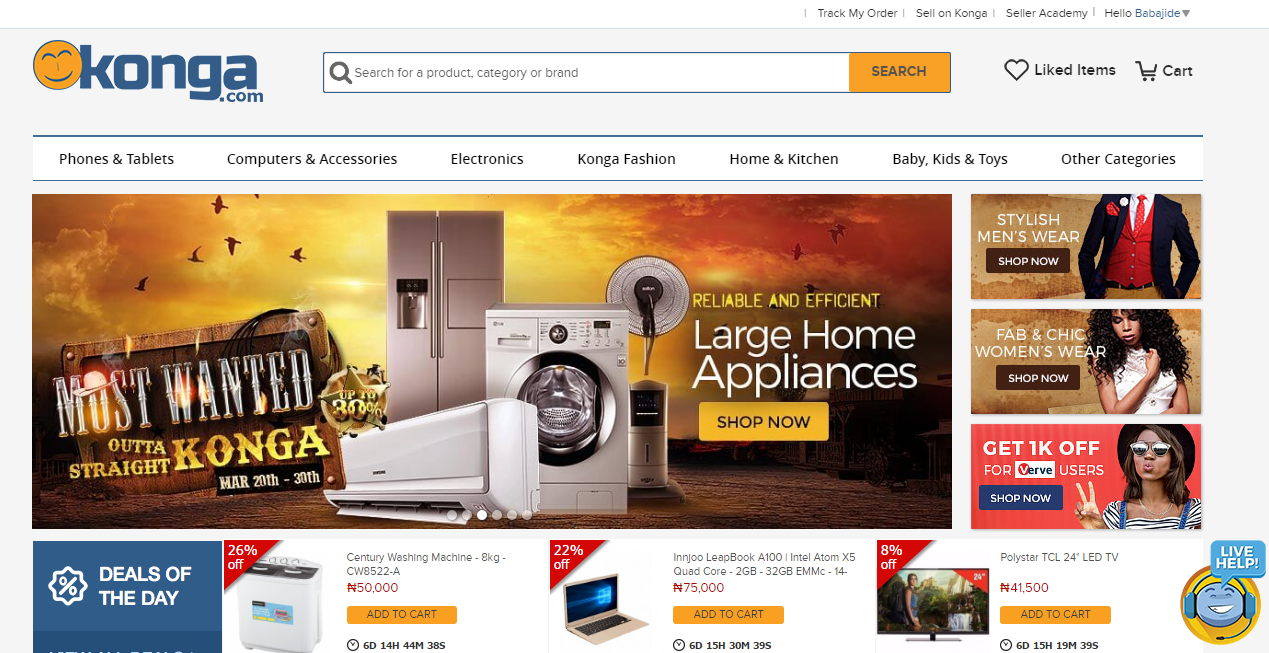 Track My Order
Sell on Konga
Seller Academy
Hello Babajide
konga
.com
Search for a product, category or brand
SEARCH
Liked Items
Cart
Phones & Tablets
Computers & Accessories
Electronics
Konga Fashion
Home & Kitchen
Baby, Kids & Toys
Other Categories
MOST WANTED
OUTTA
STRAIGHT KONGA
MAR 20th - 30th
UP TO
30%
RELIABLE AND EFFICIENT
Large Home
Appliances
SHOP NOW
STYLISH
MEN'S WEAR
SHOP NOW
FAB & CHIC
WOMEN'S WEAR
SHOP NOW
GET 1K OFF
FOR Verve USERS
SHOP NOW
DEALS OF
THE DAY
26%
off
Century Washing Machine - 8kg -
CW8522-A
₦50,000
ADD TO CART
6D 14H 44M 38S
22%
off
Innjoo LeapBook A100 | Intel Atom X5
Quad Core - 2GB - 32GB EMMc - 14-
₦75,000
ADD TO CART
6D 15H 30M 39S
8%
off
24"
Polystar TCL 24" LED TV
₦41,500
ADD TO CART
6D 15H 19M 39S
LIVE
HELP!